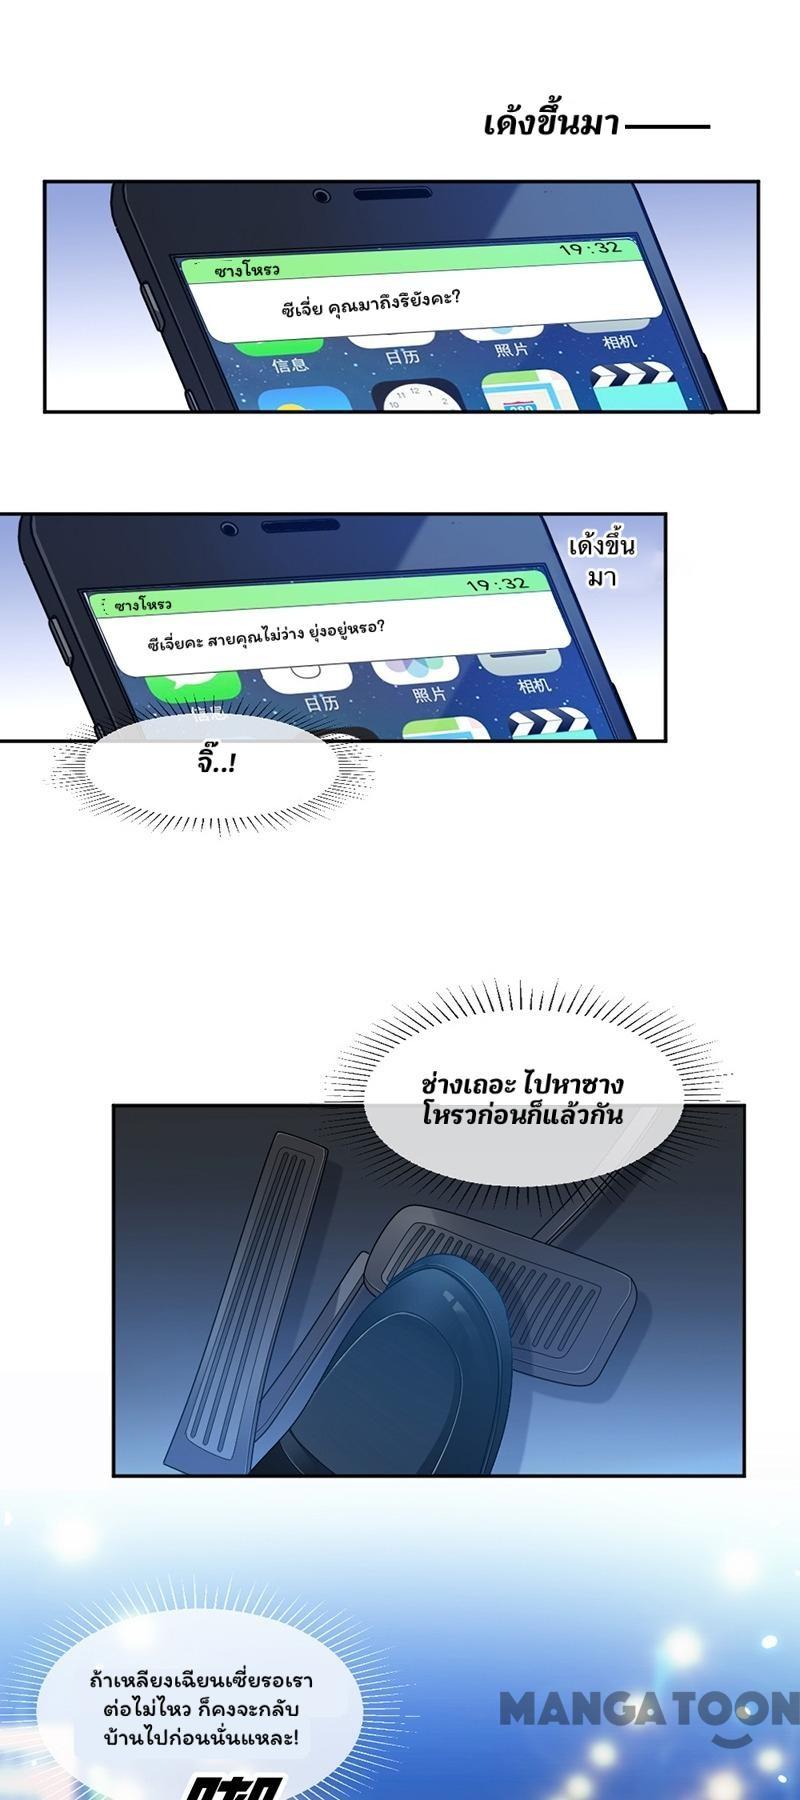 เด้งขึ้นมา
19:32
ซางโหรว
ซีเจี่ย คุณมาถึงรึยังคะ?
信息
日历
照片
相机
เด้งขึ้น
มา
19:32
ซางโหรว
ซีเจี่ยคะ สายคุณไม่ว่าง ยุ่งอยู่หรอ?
信息
日历
照片
相机
จิ๊..!
ช่างเถอะ ไปหาซาง
โหรวก่อนก็แล้วกัน
ถ้าเหลียงเฉียนเซี่ยรอเรา
ต่อไม่ไหว ก็คงจะกลับ
บ้านไปก่อนนั่นแหละ!
MANGATOON